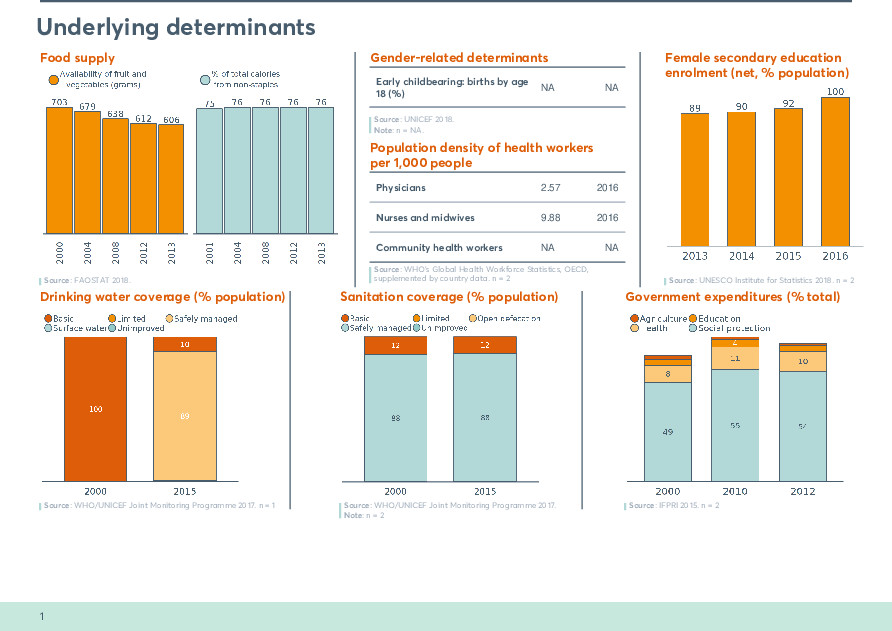 Underlying determinants
Food supply
Availability of fruit and
vegetables (grams)
% of total calories
from non-staples
703 679 638 612 606
75 76 76 76 76
2000 2004 2008 2012 2013
2001 2004 2008 2012 2013
Source: FAOSTAT 2018.
Gender-related determinants
Early childbearing: births by age
18 (%)
NA NA
Source: UNICEF 2018.
Note: n = NA.
Population density of health workers
per 1,000 people
Physicians 2.57 2016
Nurses and midwives 9.88 2016
Community health workers NA NA
Source: WHO's Global Health Workforce Statistics, OECD,
supplemented by country data. n = 2
Female secondary education
enrolment (net, % population)
89 90 92 100
2013 2014 2015 2016
Source: UNESCO Institute for Statistics 2018. n = 2
Drinking water coverage (% population)
Basic Limited Safely managed
Surface water Unimproved
100
89
2000 2015
Source: WHO/UNICEF Joint Monitoring Programme 2017. n = 1
Sanitation coverage (% population)
Basic Limited Open defecation
Safely managed Unimproved
12 12
88 88
2000 2015
Source: WHO/UNICEF Joint Monitoring Programme 2017.
Note: n = 2
Government expenditures (% total)
Agriculture Education
Health Social protection
4
8 11 10
49 55 54
2000 2010 2012
Source: IFPRI 2015. n = 2
1